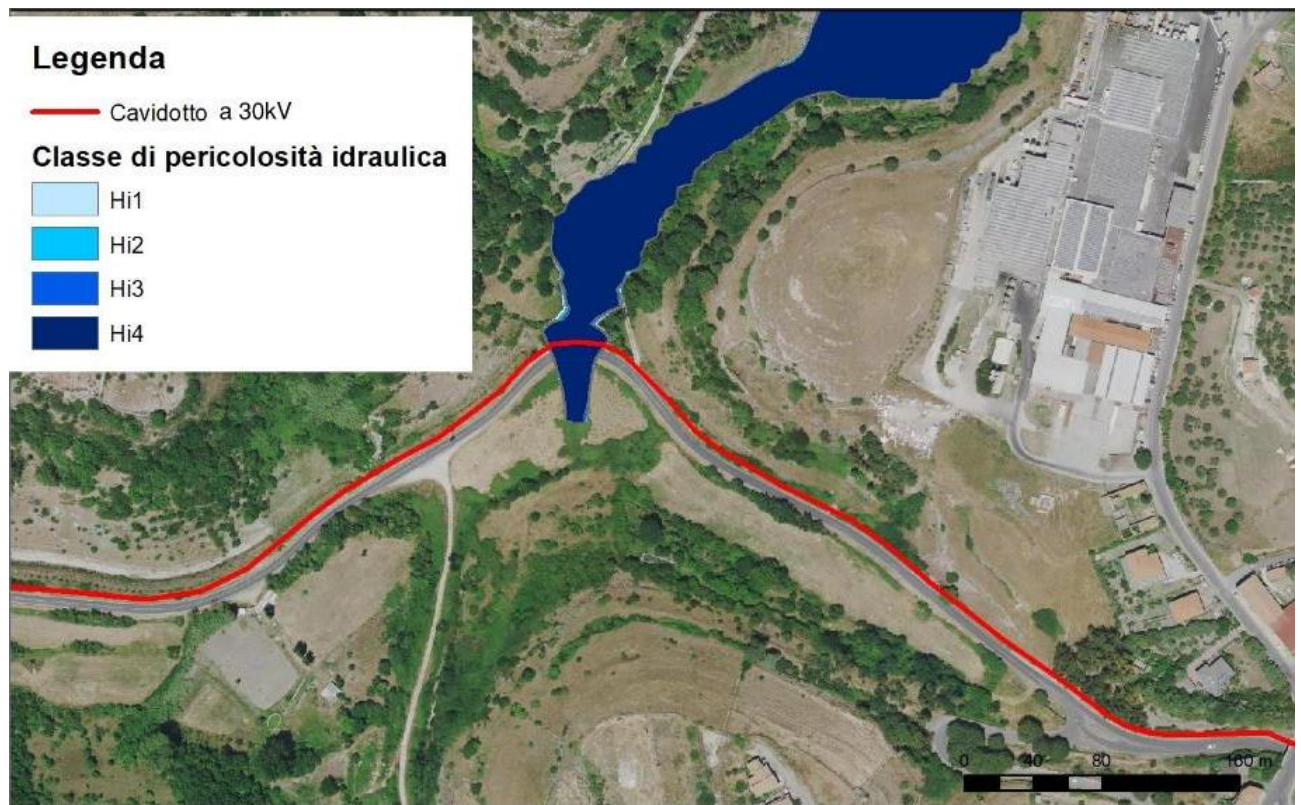 Legenda
Cavidotto a 30kV
Classe di pericolosità idraulica
Hi1
Hi2
Hi3
Hi4
0 40 80 160 m